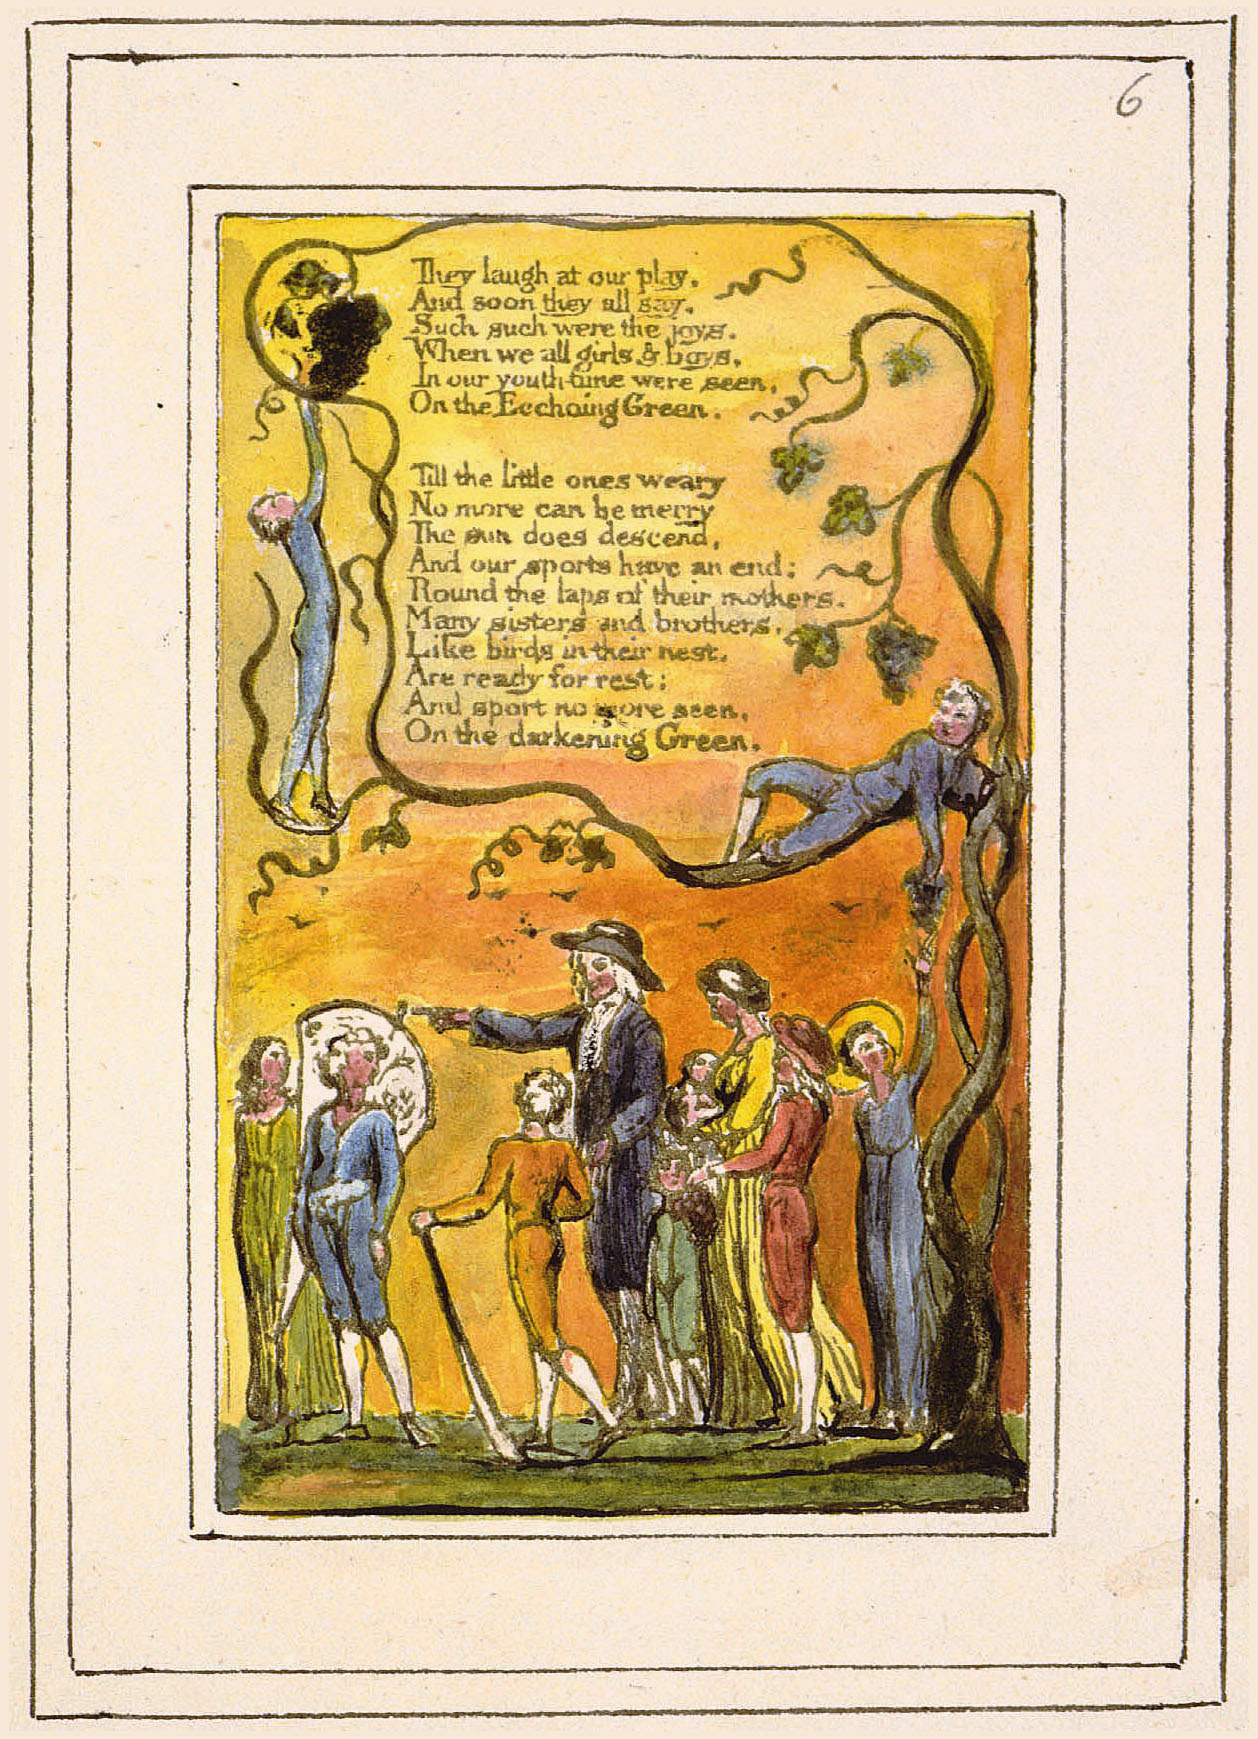 6
They laugh at our play,
And soon they all say.
Such such were the joys.
When we all girls & boys,
In our youth-time were seen,
On the Ecchoing Green.
Till the little ones weary
No more can be merry
The sun does descend,
And our sports have an end:
Round the laps of their mothers.
Many sisters and brothers,
Like birds in their nest,
Are ready for rest:
And sport no more seen,
On the darkening Green.